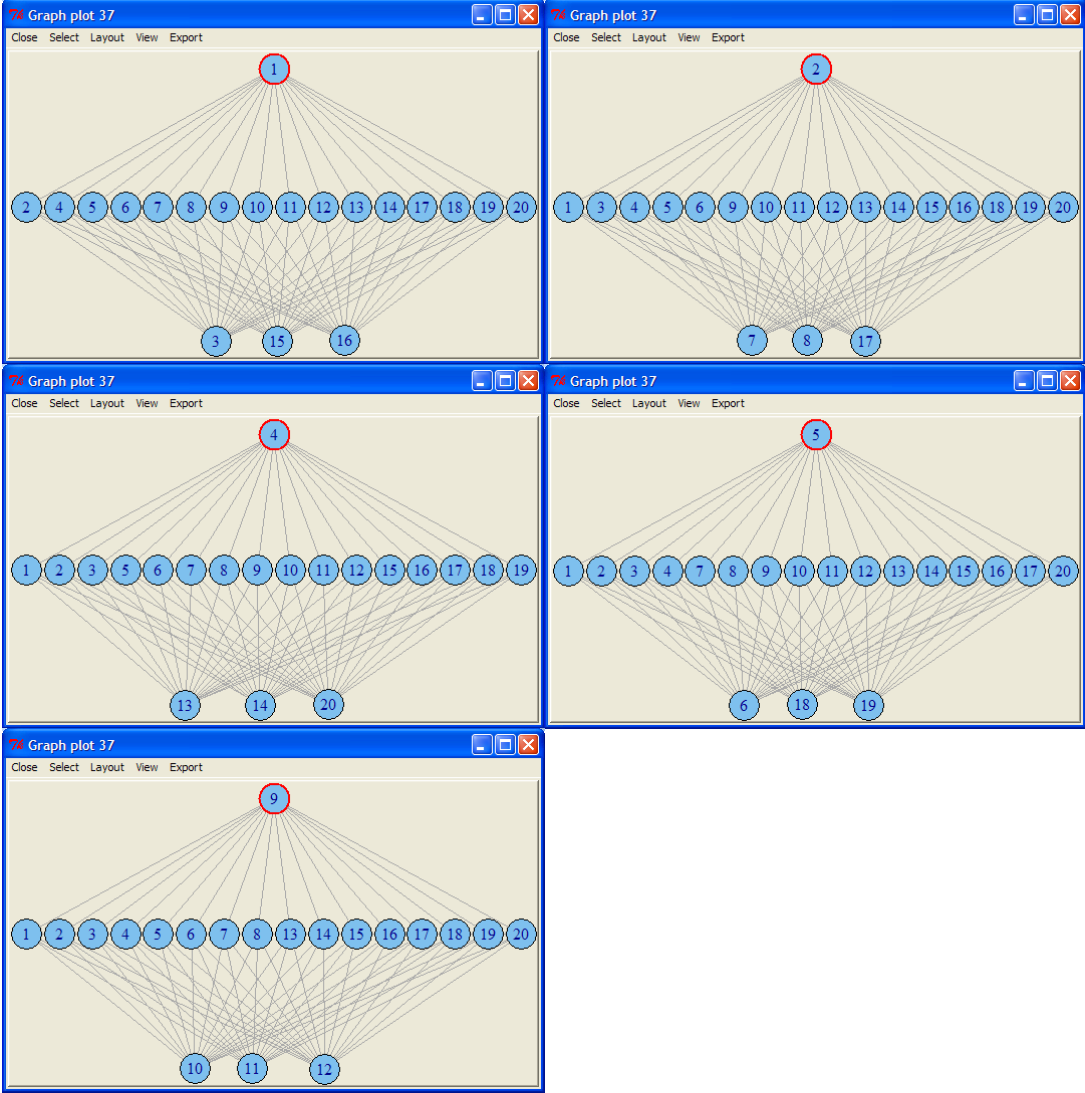 7k Graph plot 37
Close Select Layout View Export
1
2 4 5 6 7 8 9 10 11 12 13 14 17 18 19 20
3 15 16
7k Graph plot 37
Close Select Layout View Export
2
1 3 4 5 6 9 10 11 12 13 14 15 16 18 19 20
7 8 17
7k Graph plot 37
Close Select Layout View Export
4
1 2 3 5 6 7 8 9 10 11 12 15 16 17 18 19
13 14 20
7k Graph plot 37
Close Select Layout View Export
5
1 2 3 4 7 8 9 10 11 12 13 14 15 16 17 20
6 18 19
7k Graph plot 37
Close Select Layout View Export
9
1 2 3 4 5 6 7 8 13 14 15 16 17 18 19 20
10 11 12